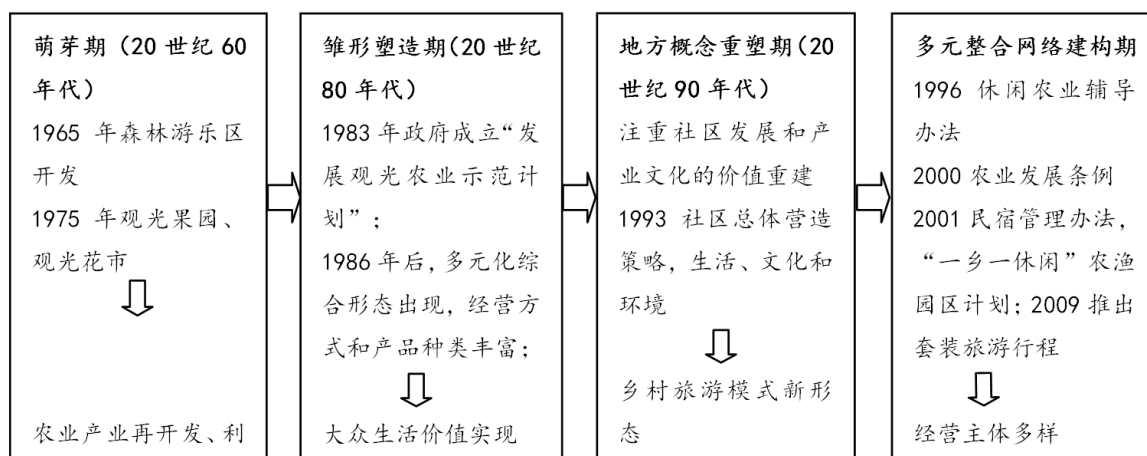 萌芽期（20 世纪 60
年代）
1965 年森林游乐区
开发
1975 年观光果园、
观光花市
农业产业再开发、利
雏形塑造期（20 世纪
80 年代）
1983 年政府成立“发
展观光农业示范计
划”；
1986 年后，多元化综
合形态出现，经营方
式和产品种类丰富；
大众生活价值实现
地方概念重塑期（20
世纪 90 年代）
注重社区发展和产
业文化的价值重建
1993 社区总体营造
策略，生活、文化和
环境
乡村旅游模式新形
态
多元整合网络建构期
1996 休闲农业辅导
办法
2000 农业发展条例
2001 民宿管理办法，
“一乡一休闲”农渔
园区计划；2009 推出
套装旅游行程
经营主体多样